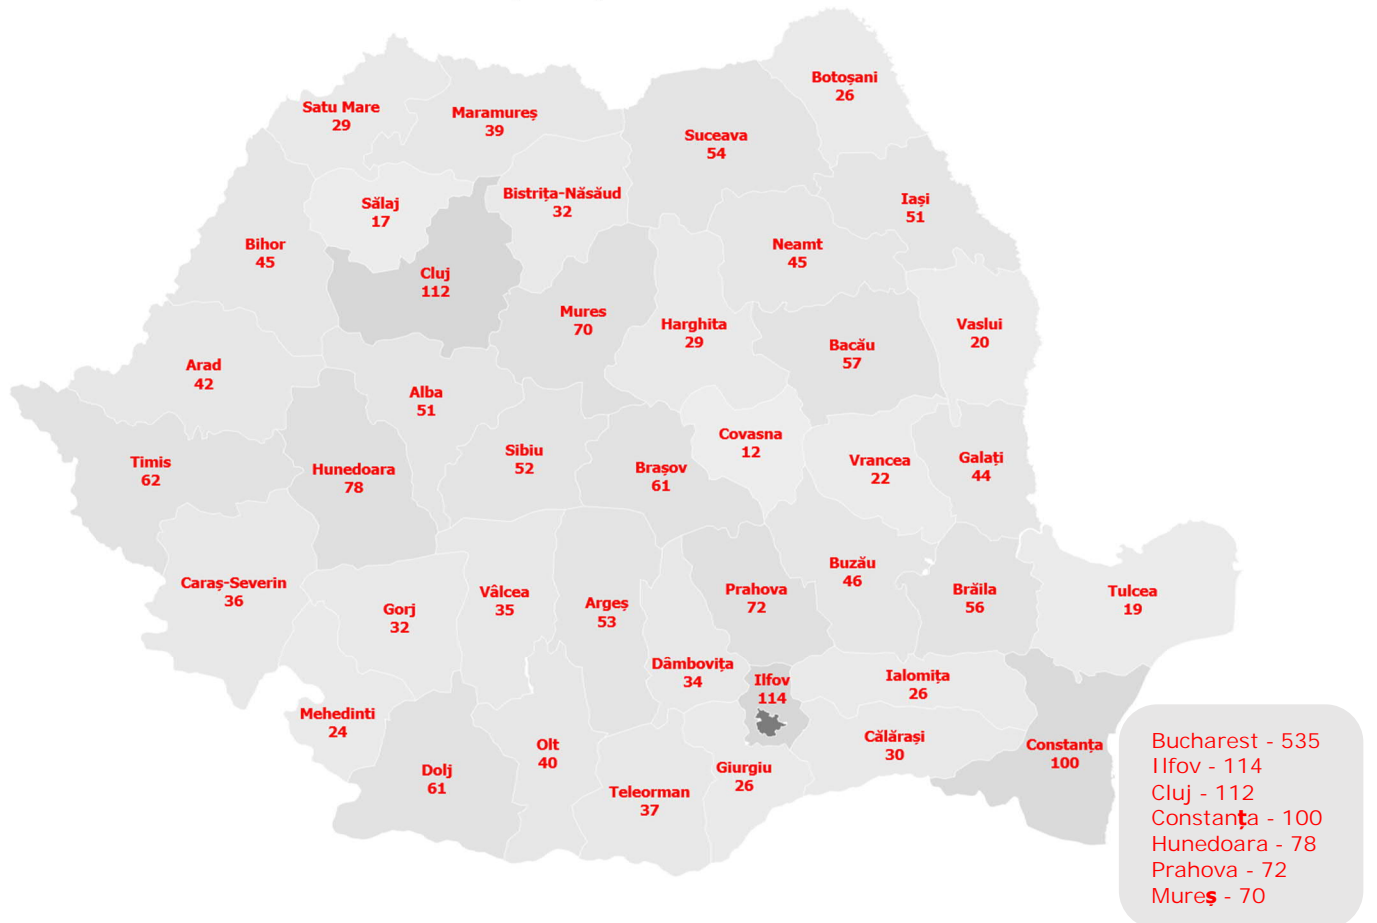 Botoșani
26
Satu Mare
29
Maramureș
39
Suceava
54
Bistrița-Năsăud
32
Sălaj
17
Iași
51
Bihor
45
Neamt
45
Cluj
112
Mures
70
Harghita
29
Vaslui
20
Bacău
57
Arad
42
Alba
51
Covasna
12
Sibiu
52
Brașov
61
Vrancea
22
Galați
44
Timis
62
Hunedoara
78
Buzău
46
Caraș-Severin
36
Vâlcea
35
Prahova
72
Brăila
56
Tulcea
19
Gorj
32
Argeș
53
Dâmbovița
34
Ilfov
114
Ialomița
26
Mehedinti
24
Călărași
30
Constanța
100
Olt
40
Dolj
61
Giurgiu
26
Teleorman
37
Bucharest - 535
Ilfov - 114
Cluj - 112
Constanța - 100
Hunedoara - 78
Prahova - 72
Mureș - 70